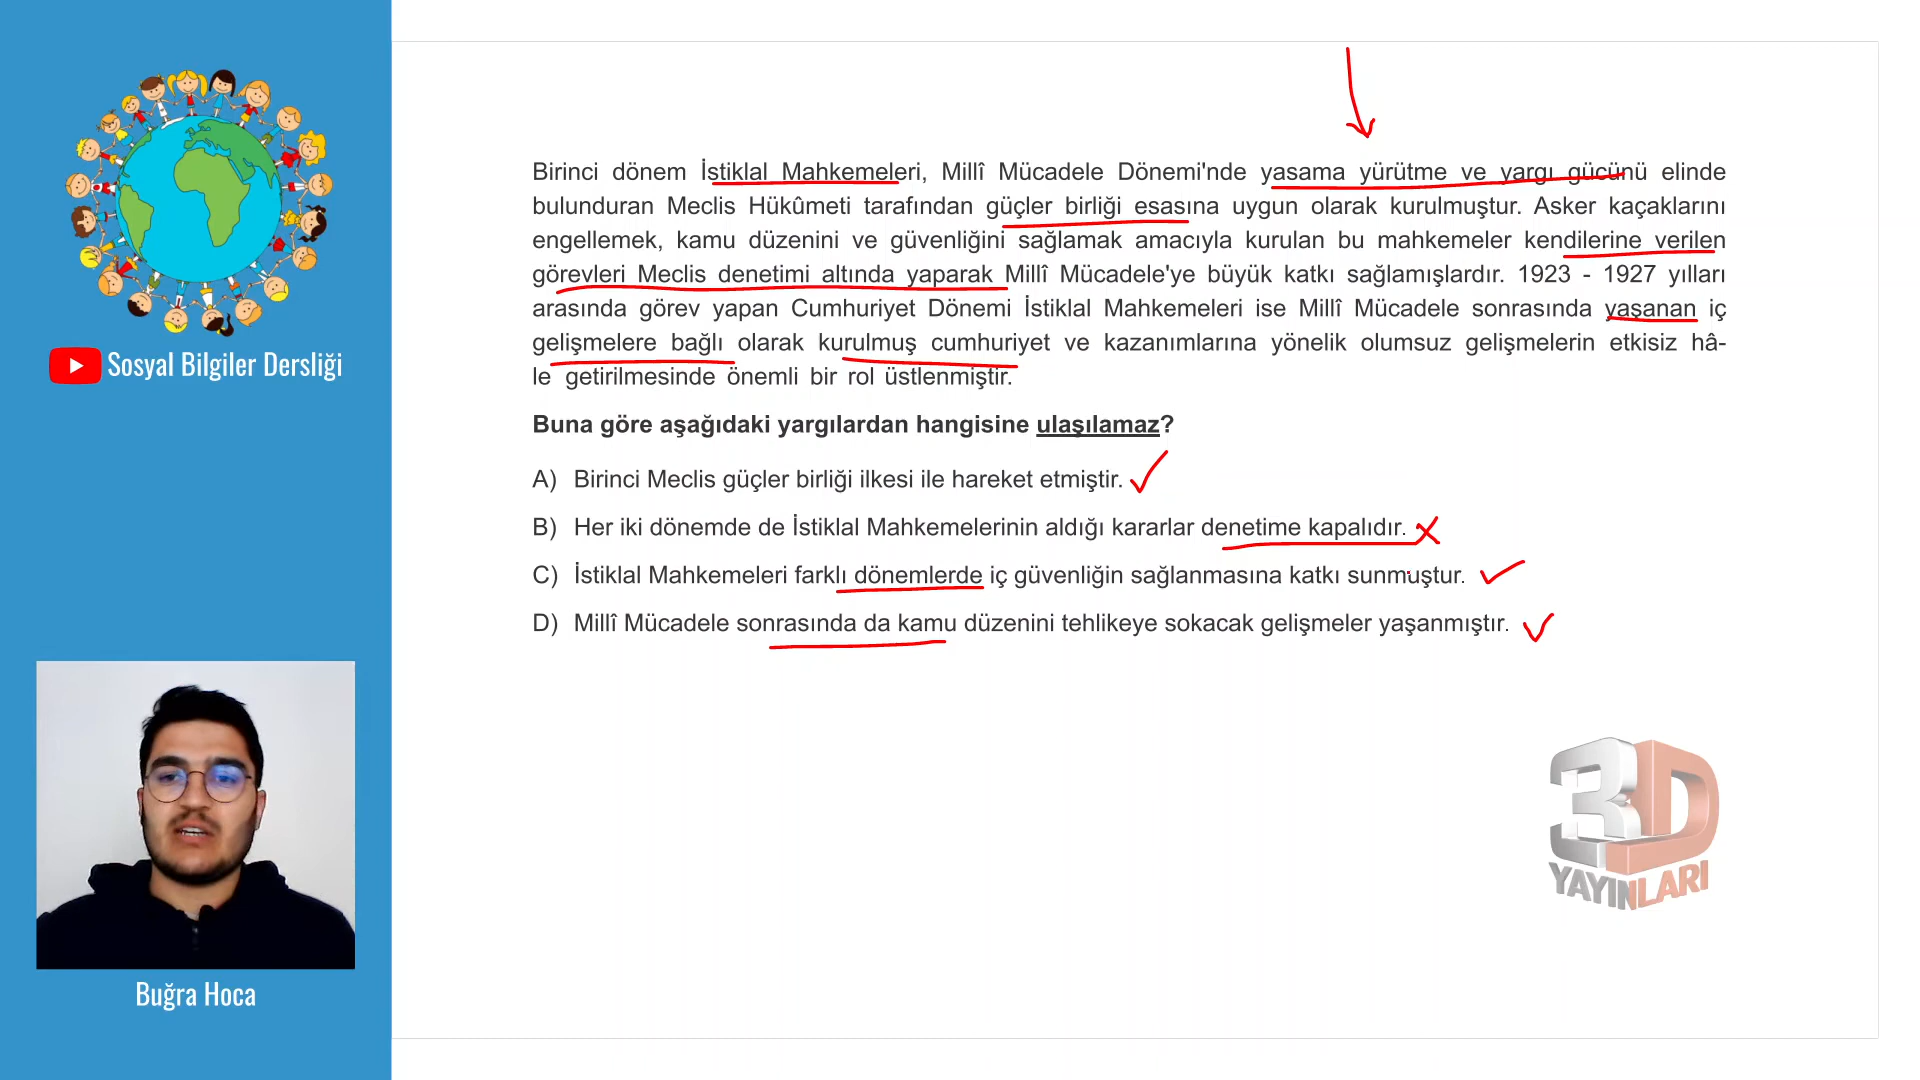 Birinci dönem İstiklal Mahkemeleri, Millî Mücadele Dönemi'nde yasama yürütme ve yargı gücünü elinde
bulunduran Meclis Hükûmeti tarafından güçler birliği esasına uygun olarak kurulmuştur. Asker kaçaklarını
engellemek, kamu düzenini ve güvenliğini sağlamak amacıyla kurulan bu mahkemeler kendilerine verilen
görevleri Meclis denetimi altında yaparak Millî Mücadele'ye büyük katkı sağlamışlardır. 1923 - 1927 yılları
arasında görev yapan Cumhuriyet Dönemi İstiklal Mahkemeleri ise Millî Mücadele sonrasında yaşanan iç
gelişmelere bağlı olarak kurulmuş cumhuriyet ve kazanımlarına yönelik olumsuz gelişmelerin etkisiz hâ-
le getirilmesinde önemli bir rol üstlenmiştir.
Buna göre aşağıdaki yargılardan hangisine ulaşılamaz?
A) Birinci Meclis güçler birliği ilkesi ile hareket etmiştir.
B) Her iki dönemde de İstiklal Mahkemelerinin aldığı kararlar denetime kapalıdır.
C) İstiklal Mahkemeleri farklı dönemlerde iç güvenliğin sağlanmasına katkı sunmuştur.
D) Millî Mücadele sonrasında da kamu düzenini tehlikeye sokacak gelişmeler yaşanmıştır.
Sosyal Bilgiler Dersliği
Buğra Hoca
3D
YAYINLARI